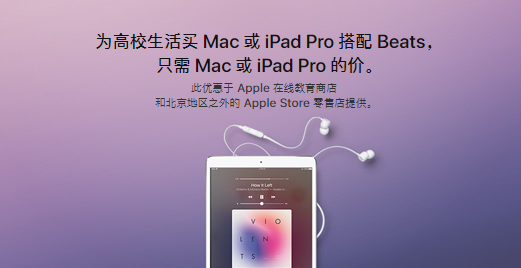 为高校生活买 Mac 或 iPad Pro 搭配 Beats，
只需 Mac 或 iPad Pro 的价。
此优惠于 Apple 在线教育商店
和北京地区之外的 Apple Store 零售店提供。
How It Left
V I O
L E N
T S